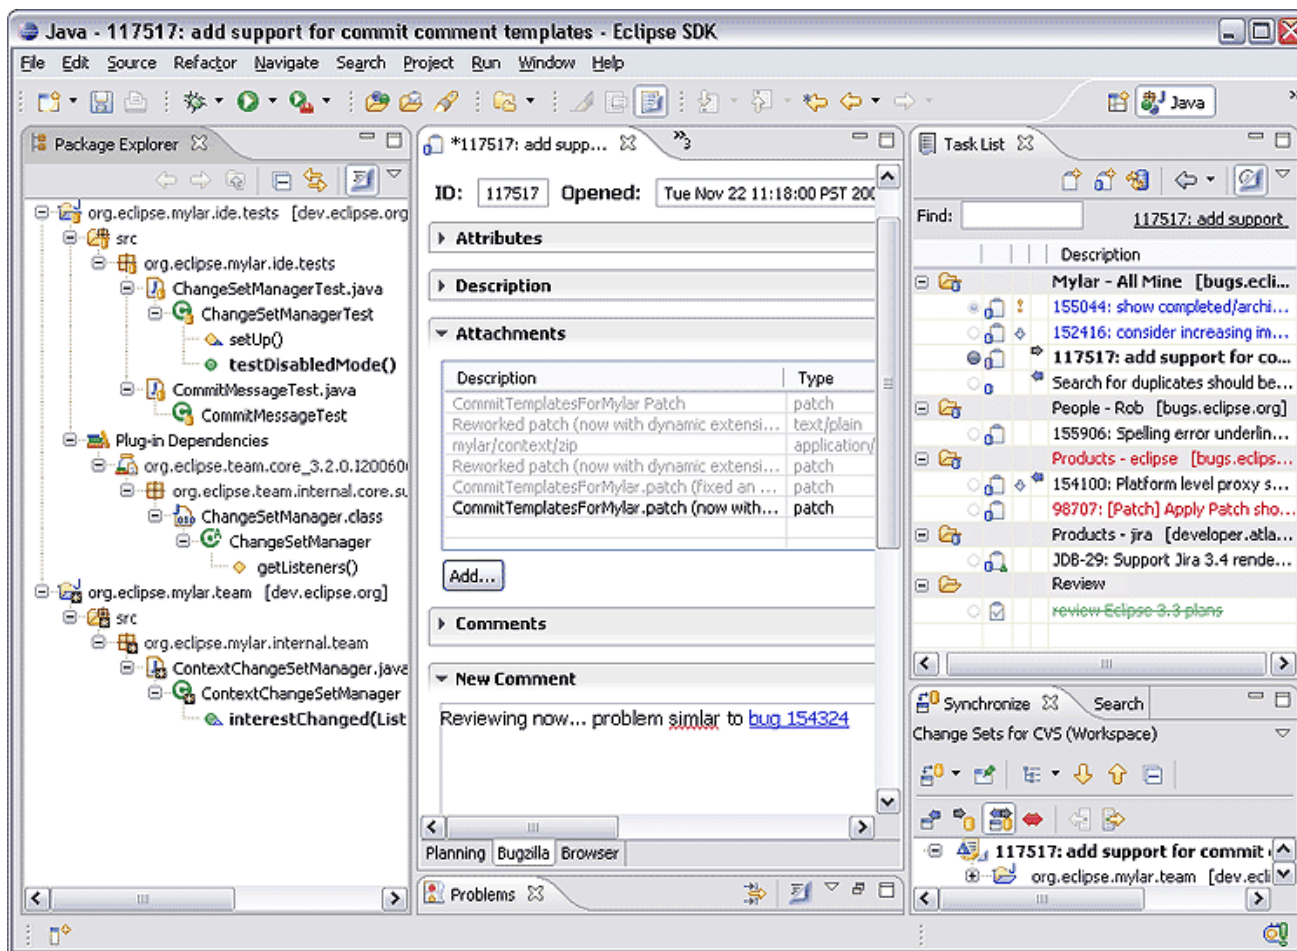 Java - 117517: add support for commit comment templates - Eclipse SDK
File Edit Source Refactor Navigate Search Project Run Window Help
Java
Package Explorer
org.eclipse.mylar.ide.tests [dev.eclipse.org
src
org.eclipse.mylar.ide.tests
ChangeSetManagerTest.java
ChangeSetManagerTest
setUp()
testDisabledMode()
CommitMessageTest.java
CommitMessageTest
Plug-in Dependencies
org.eclipse.team.core_3.2.0.I200606
org.eclipse.team.internal.core.su
ChangeSetManager.class
ChangeSetManager
getListeners()
org.eclipse.mylar.team [dev.eclipse.org]
src
org.eclipse.mylar.internal.team
ContextChangeSetManager.java
ContextChangeSetManager
interestChanged(List
*117517: add supp... 3
ID: 117517 Opened: Tue Nov 22 11:18:00 PST 200
Attributes
Description
Attachments
Description Type
CommitTemplatesForMylar Patch patch
Reworked patch (now with dynamic extensi... text/plain
mylar/context/zip application/
Reworked patch (now with dynamic extensi... patch
CommitTemplatesForMylar.patch (fixed an ... patch
CommitTemplatesForMylar.patch (now with... patch
Add...
Comments
New Comment
Reviewing now... problem simlar to bug 154324
Planning Bugzilla Browser
Problems
Task List
Find: 117517: add support
Description
Mylar - All Mine [bugs.ecli...
155044: show completed/archi...
152416: consider increasing im...
117517: add support for co...
Search for duplicates should be...
People - Rob [bugs.eclipse.org]
155906: Spelling error underlin...
Products - eclipse [bugs.eclips...
154100: Platform level proxy s...
98707: [Patch] Apply Patch sho...
Products - jira [developer.atla...
JDB-29: Support Jira 3.4 rende...
Review
review Eclipse 3.3 plans
Synchronize Search
Change Sets for CVS (Workspace)
117517: add support for commit
org.eclipse.mylar.team [dev.ecli